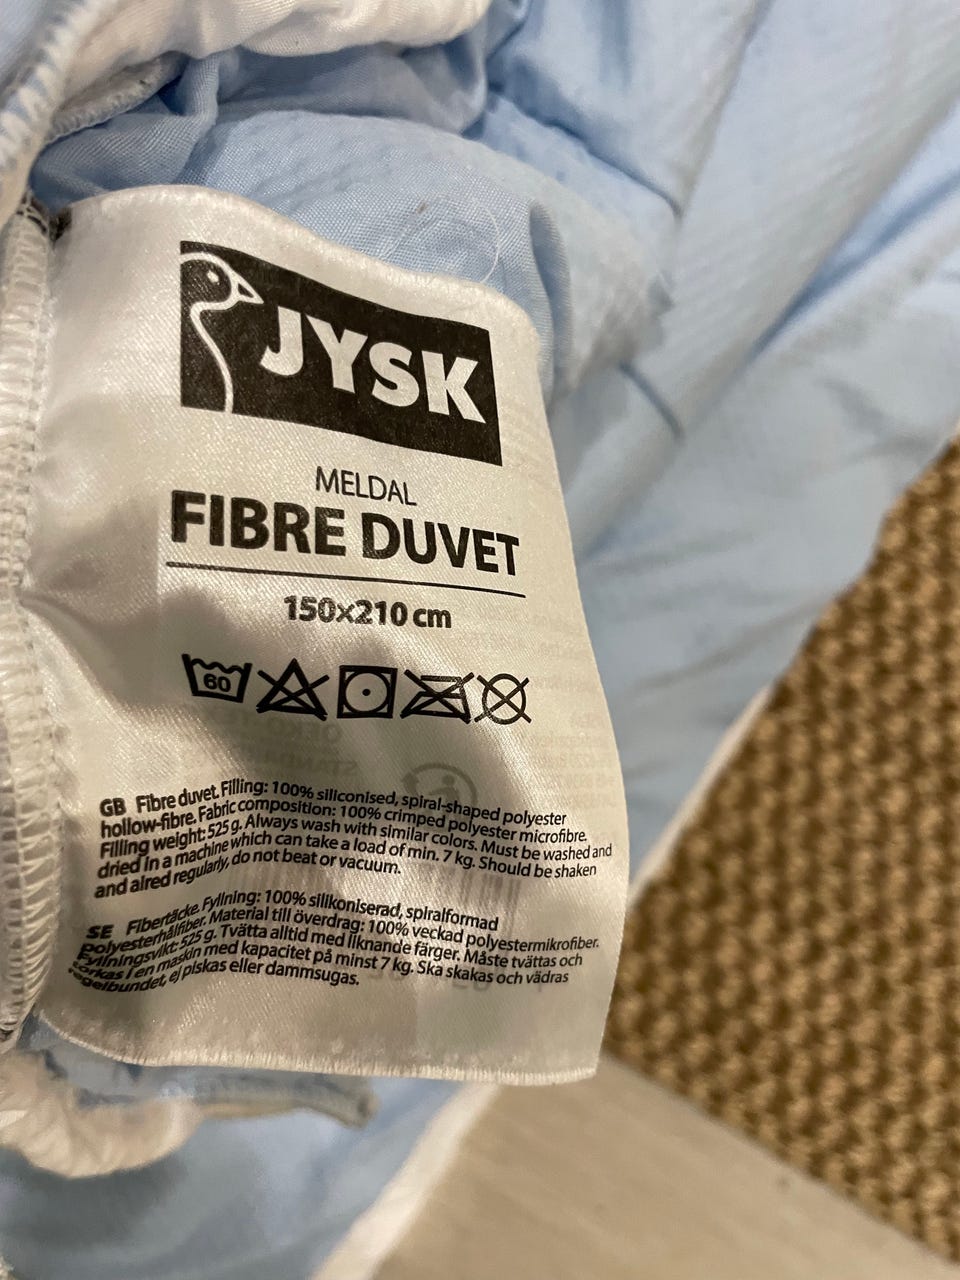 JYSK
MELDAL
FIBRE DUVET
150x210 cm
60
GB Fibre duvet. Filling: 100% siliconised, spiral-shaped polyester
hollow-fibre. Fabric composition: 100% crimped polyester microfibre.
Filling weight: 525 g. Always wash with similar colors. Must be washed and
dried in a machine which can take a load of min. 7 kg. Should be shaken
and aired regularly, do not beat or vacuum.
SE Fibertäcke. Fyllning: 100% silikoniserad, spiralformad
polyesterhålfiber. Material till överdrag: 100% veckad polyestermikrofiber.
Fyllningsvikt: 525 g. Tvätta alltid med liknande färger. Måste tvättas och
torkas i en maskin med kapacitet på minst 7 kg. Ska skakas och vädras
regelbundet, ej piskas eller dammsugas.